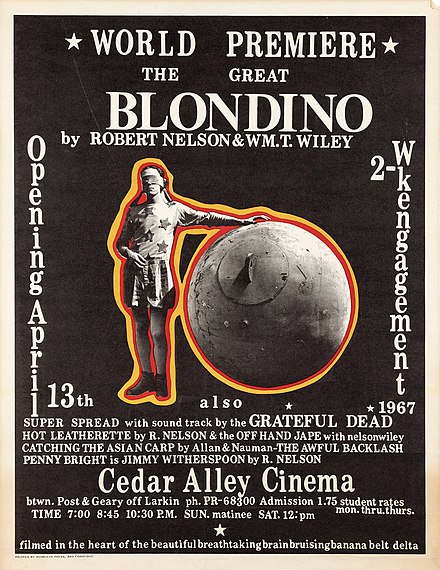 ★ WORLD PREMIERE ★
THE GREAT
BLONDINO
by ROBERT NELSON & WM. T. WILEY
Opening April 13th
2-Wk engagement
1967
also
SUPER SPREAD with sound track by the GRATEFUL DEAD
HOT LEATHERETTE by R. NELSON & the OFF HAND JAPE with nelsonwiley
CATCHING THE ASIAN CARP by Allan & Nauman-THE AWFUL BACKLASH
PENNY BRIGHT is JIMMY WITHERSPOON by R. NELSON
Cedar Alley Cinema
btwn. Post & Geary off Larkin ph. PR-68300 Admission 1.75 student rates
mon. thru. thurs.
TIME 7:00 8:45 10:30 P.M. SUN. matinee SAT. 12: pm
filmed in the heart of the beautifulbreathtakingbrainbruisingbanana belt delta